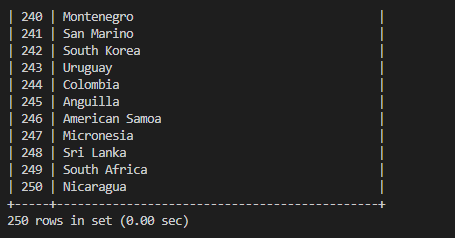 | 240 | Montenegro |
| 241 | San Marino |
| 242 | South Korea |
| 243 | Uruguay |
| 244 | Colombia |
| 245 | Anguilla |
| 246 | American Samoa |
| 247 | Micronesia |
| 248 | Sri Lanka |
| 249 | South Africa |
| 250 | Nicaragua |
+-----+----------------------------------------------+
250 rows in set (0.00 sec)